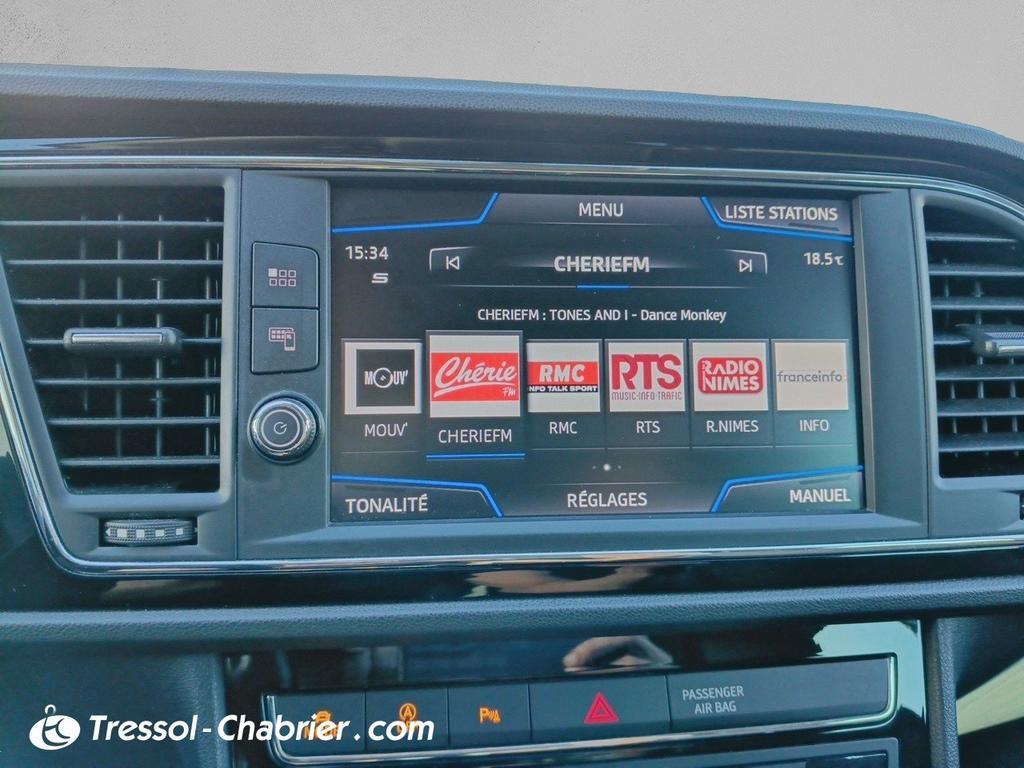 MENU
LISTE STATIONS
15:34
CHERIEFM
18.5℃
S
CHERIEFM : TONES AND I - Dance Monkey
MOUV'
Chérie FM
RMC
INFO TALK SPORT
RTS
MUSIC·INFO·TRAFIC
RADIO NIMES
franceinfo:
MOUV'
CHERIEFM
RMC
RTS
R.NIMES
INFO
TONALITÉ
RÉGLAGES
MANUEL
PASSENGER
AIR BAG
Tressol-Chabrier.com